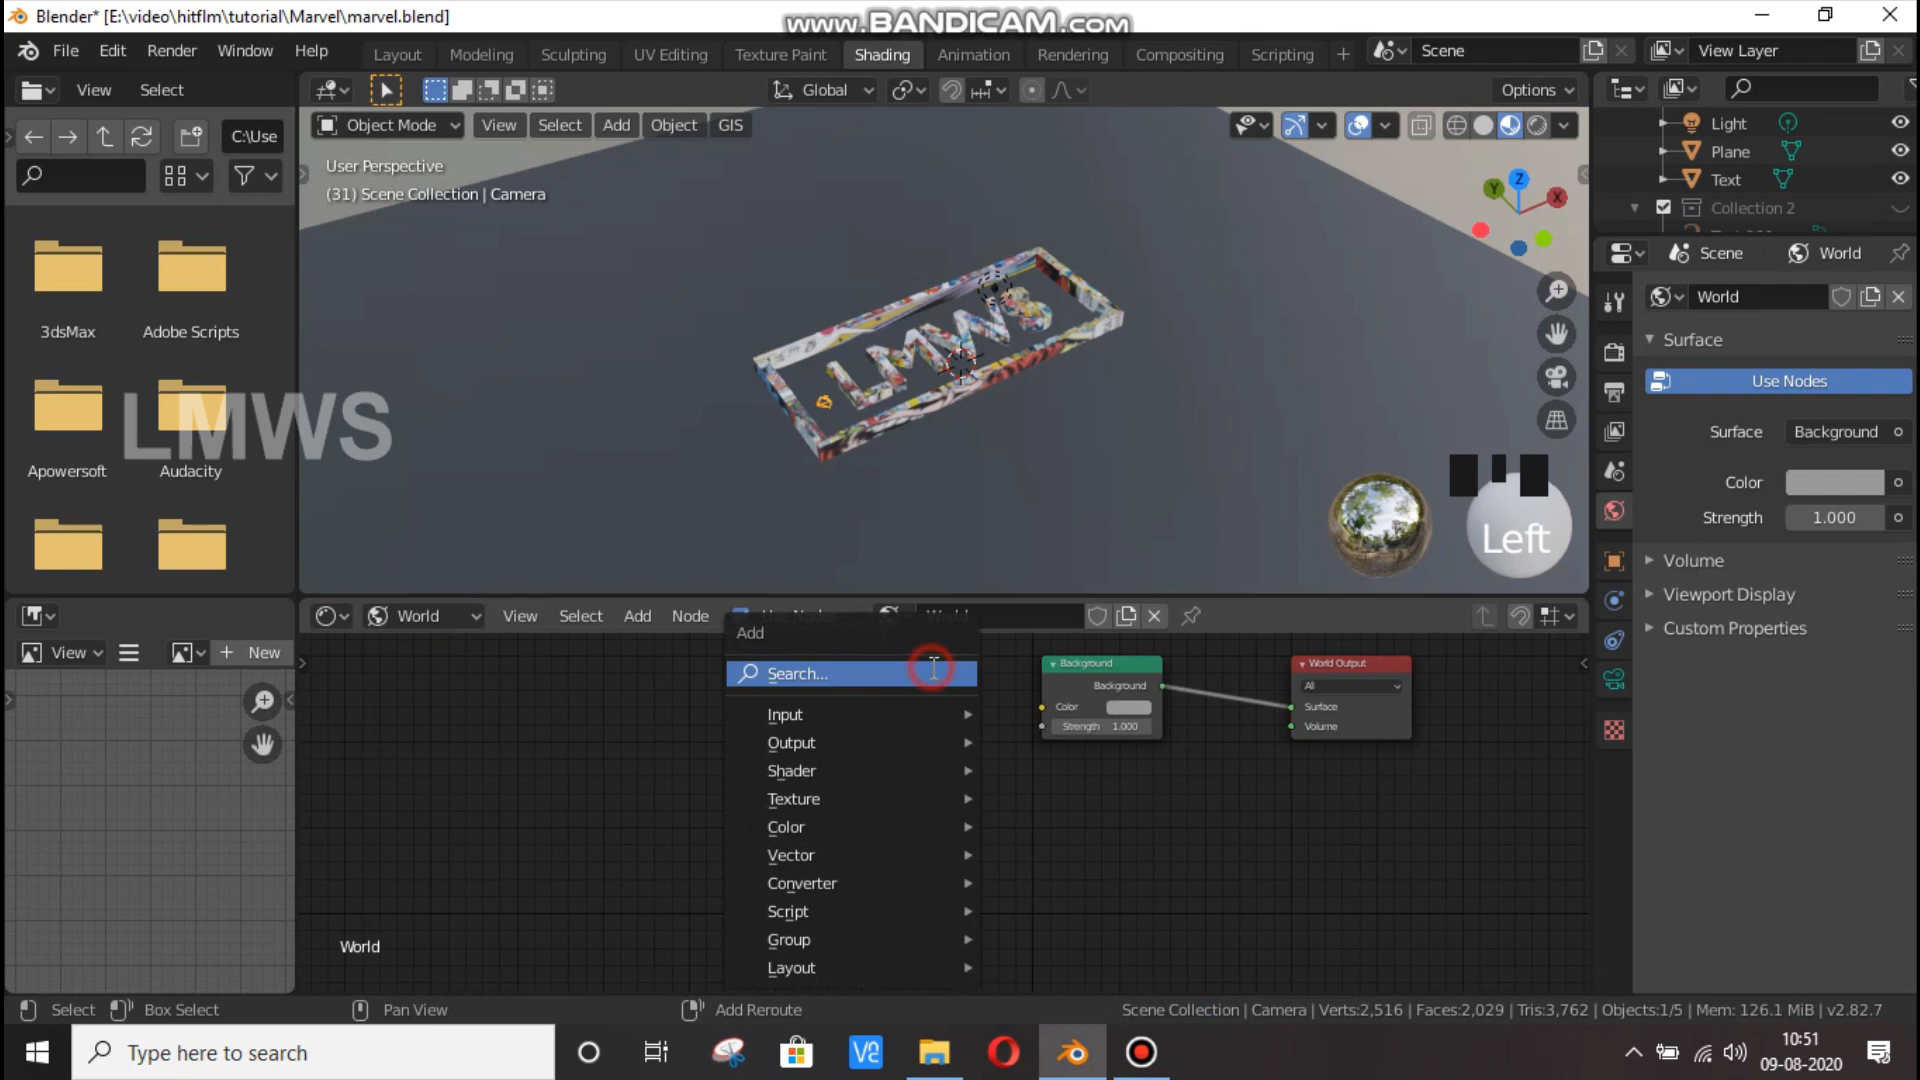 Blender* [E:\video\hitflm\tutorial\Marvel\marvel.blend]
www.BANDICAM.com
File Edit Render Window Help
Layout Modeling Sculpting UV Editing Texture Paint Shading Animation Rendering Compositing Scripting +
Scene View Layer
View Select
Global Options
Object Mode View Select Add Object GIS
C:\Use
User Perspective
(31) Scene Collection | Camera
Z Y X
Light
Plane
Text
Collection 2
Scene World
World
Surface
Use Nodes
Surface Background
Color
Strength 1.000
Volume
Viewport Display
Custom Properties
3dsMax Adobe Scripts
Apowersoft Audacity
LMWS
LMWS
Left
World View Select Add Node
World
View + New
Add
Search...
Input
Output
Shader
Texture
Color
Vector
Converter
Script
Group
Layout
Background
Background
Color
Strength 1.000
World Output
All
Surface
Volume
World
Select Box Select Pan View Add Reroute
Scene Collection | Camera | Verts:2,516 | Faces:2,029 | Tris:3,762 | Objects:1/5 | Mem: 126.1 MiB | v2.82.7
Type here to search
10:51
09-08-2020